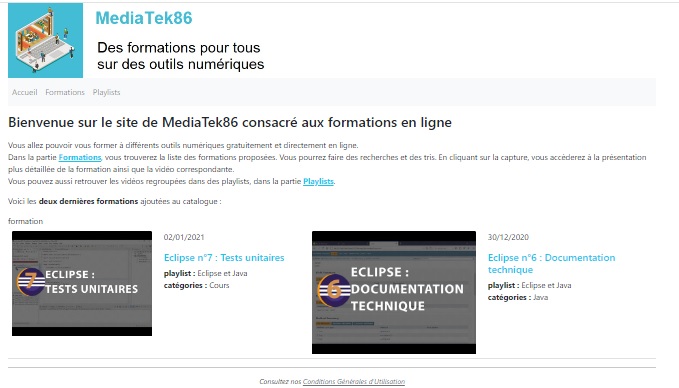 MediaTek86
Des formations pour tous
sur des outils numériques
Accueil Formations Playlists
Bienvenue sur le site de MediaTek86 consacré aux formations en ligne
Vous allez pouvoir vous former à différents outils numériques gratuitement et directement en ligne.
Dans la partie Formations, vous trouverez la liste des formations proposées. Vous pourrez faire des recherches et des tris. En cliquant sur la capture, vous accèderez à la présentation
plus détaillée de la formation ainsi que la vidéo correspondante.
Vous pouvez aussi retrouver les vidéos regroupées dans des playlists, dans la partie Playlists.
Voici les deux dernières formations ajoutées au catalogue :
formation
7 ECLIPSE :
TESTS UNITAIRES
02/01/2021
Eclipse n°7 : Tests unitaires
playlist : Eclipse et Java
catégories : Cours
6 ECLIPSE :
DOCUMENTATION
TECHNIQUE
30/12/2020
Eclipse n°6 : Documentation
technique
playlist : Eclipse et Java
catégories : Java
Consultez nos Conditions Générales d'Utilisation